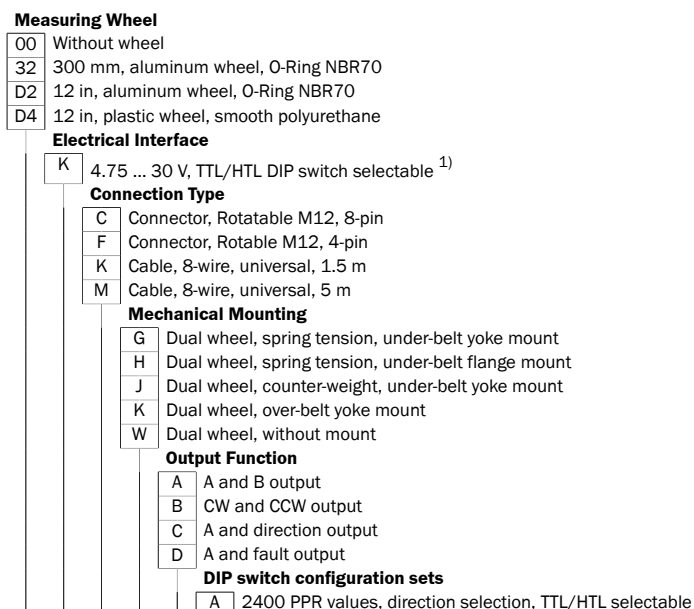 Measuring Wheel
00 Without wheel
32 300 mm, aluminum wheel, O-Ring NBR70
D2 12 in, aluminum wheel, O-Ring NBR70
D4 12 in, plastic wheel, smooth polyurethane
Electrical Interface
K 4.75 ... 30 V, TTL/HTL DIP switch selectable 1)
Connection Type
C Connector, Rotatable M12, 8-pin
F Connector, Rotable M12, 4-pin
K Cable, 8-wire, universal, 1.5 m
M Cable, 8-wire, universal, 5 m
Mechanical Mounting
G Dual wheel, spring tension, under-belt yoke mount
H Dual wheel, spring tension, under-belt flange mount
J Dual wheel, counter-weight, under-belt yoke mount
K Dual wheel, over-belt yoke mount
W Dual wheel, without mount
Output Function
A A and B output
B CW and CCW output
C A and direction output
D A and fault output
DIP switch configuration sets
A 2400 PPR values, direction selection, TTL/HTL selectable